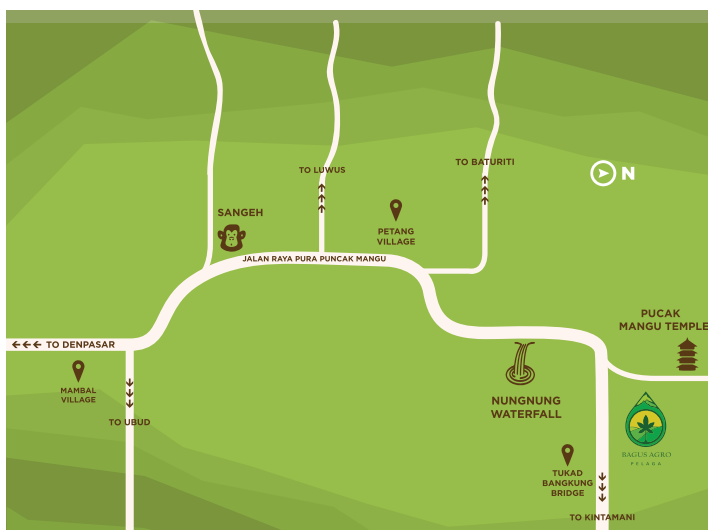 TO LUWUS
TO BATURITI
N
SANGEH
PETANG
VILLAGE
JALAN RAYA PURA PUNCAK MANGU
PUCAK
MANGU TEMPLE
TO DENPASAR
MAMBAL
VILLAGE
NUNGNUNG
WATERFALL
TO UBUD
BAGUS AGRO
PELAGA
TUKAD
BANGKUNG
BRIDGE
TO KINTAMANI